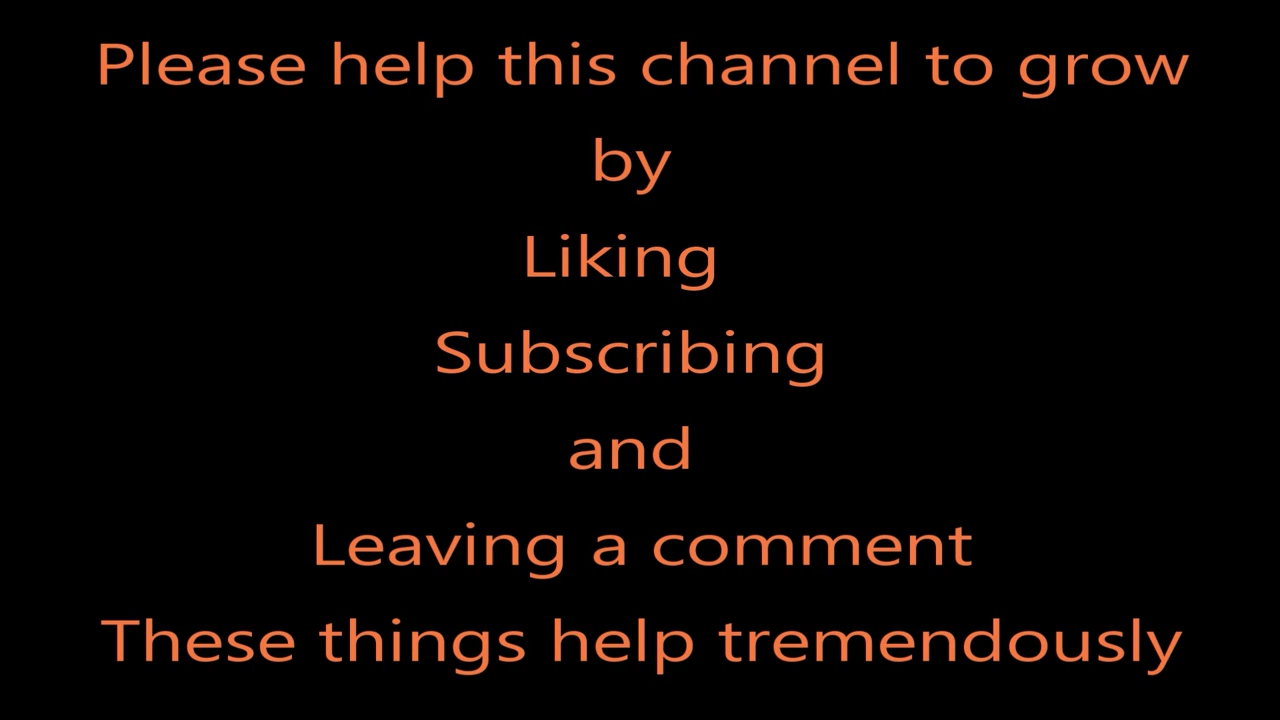 Please help this channel to grow
by
Liking
Subscribing
and
Leaving a comment
These things help tremendously